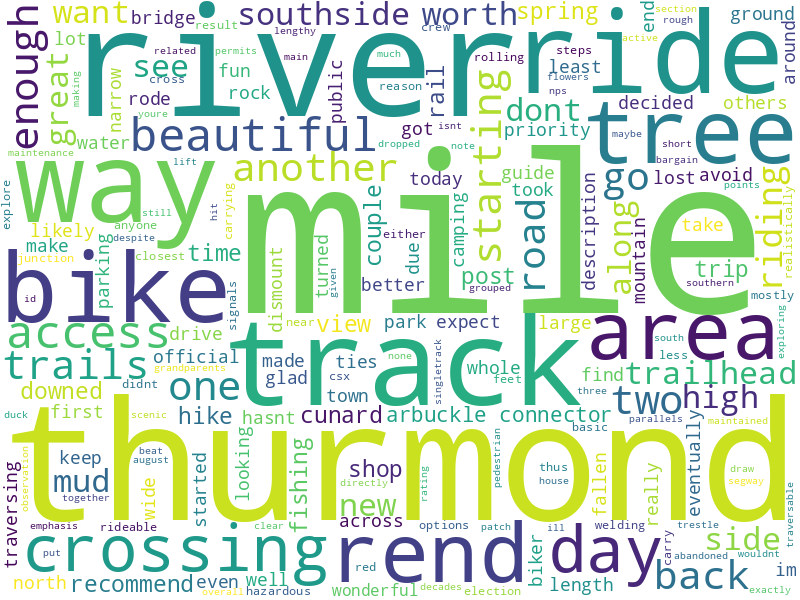 want bridge southside worth spring end ground
enough great lot see fun rode rock river ride around
narrow cross steps least
beautiful public rail dont tree decided others
water got priority
way another today starting guide go lost avoid
mile took
likely make time couple camping road description along mountain take riding
parking dismount turned due better post trip
bike near view park expect large mostly area
access drive official made ties whole find
trails glad town track trailhead
one two high
downed hike hasnt cunard arbuckle connector
first
thurmond
mud keep wide started looking fishing shop new really fallen eventually
traversing across side
crossing rend day
north recommend even well wonderful biker length back im
hazardous election
related result lengthy main permits making youre much reason crew isnt dropped note rolling
rough active section flowers nps maybe short bargain points
explore maintenance still anyone despite closest junction id lift hit carrying signals
either grouped given none csx feet singletrack
southern south less three parallels exploring realistically
didnt grandparents duck scenic observation beat august together
directly rating clear pedestrian basic thus house
maintained draw segway traversable
emphasis rideable put overall red decades options patch ill welding carry trestle abandoned wouldnt exactly